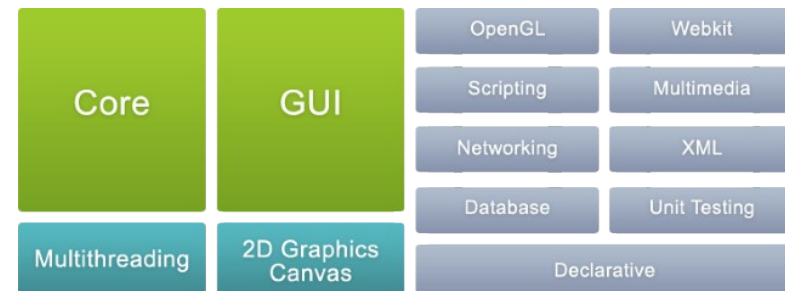 Core
GUI
OpenGL
Webkit
Scripting
Multimedia
Networking
XML
Database
Unit Testing
Multithreading
2D Graphics
Canvas
Declarative